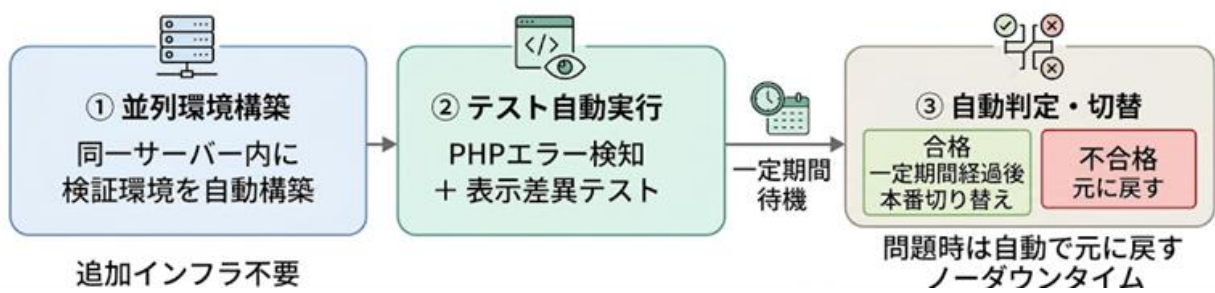 ① 並列環境構築
同一サーバー内に
検証環境を自動構築
追加インフラ不要
</>
② テスト自動実行
PHPエラー検知
+ 表示差異テスト
一定期間
待機
③ 自動判定・切替
合格
一定期間経過後
本番切り替え
不合格
元に戻す
問題時は自動で元に戻す
ノーダウンタイム